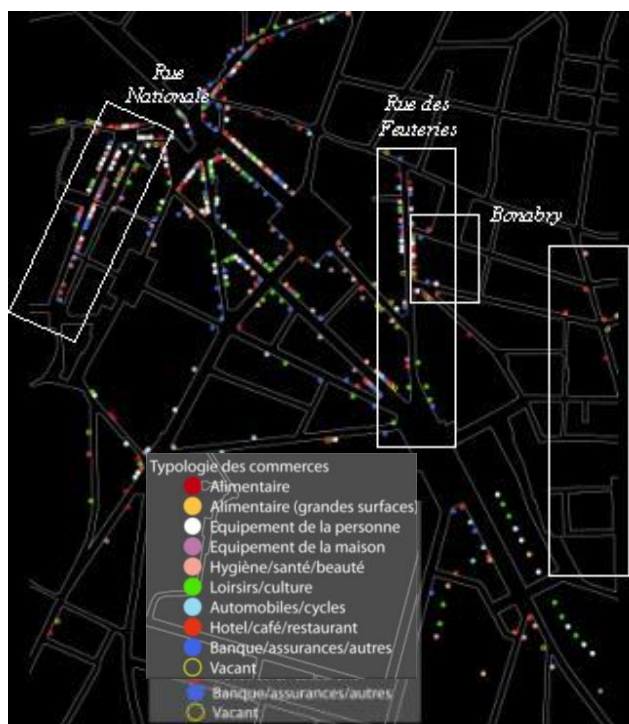 Rue
Nationale
Rue des
Feuteries
Bonabry
Typologie des commerces
Alimentaire
Alimentaire (grandes surfaces)
Equipement de la personne
Equipement de la maison
Hygiène/santé/beauté
Loisirs/culture
Automobiles/cycles
Hotel/café/restaurant
Banque/assurances/autres
Vacant
Banque/assurances/autres
Vacant